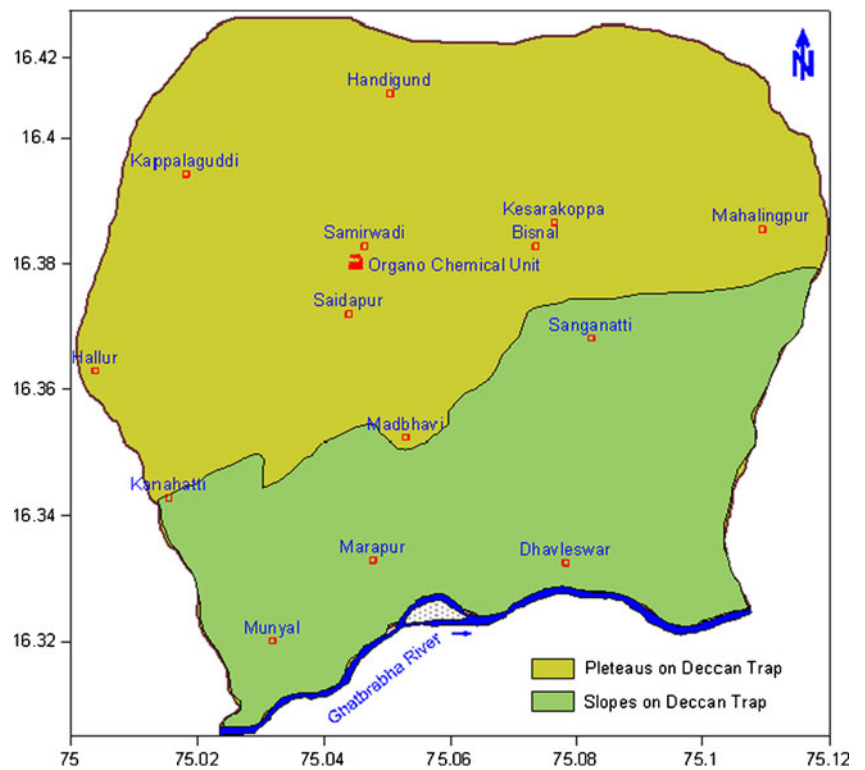 16.42
16.4
16.38
16.36
16.34
16.32
N
Handigund
Kappalaguddi
Kesarakoppa
Mahalingpur
Samirwadi
Bisnal
Organo Chemical Unit
Saidapur
Sanganatti
Hallur
Madbhavi
Kanahatti
Marapur
Dhavleswar
Munyal
Ghatbrabha River
Pleteaus on Deccan Trap
Slopes on Deccan Trap
75
75.02
75.04
75.06
75.08
75.1
75.12